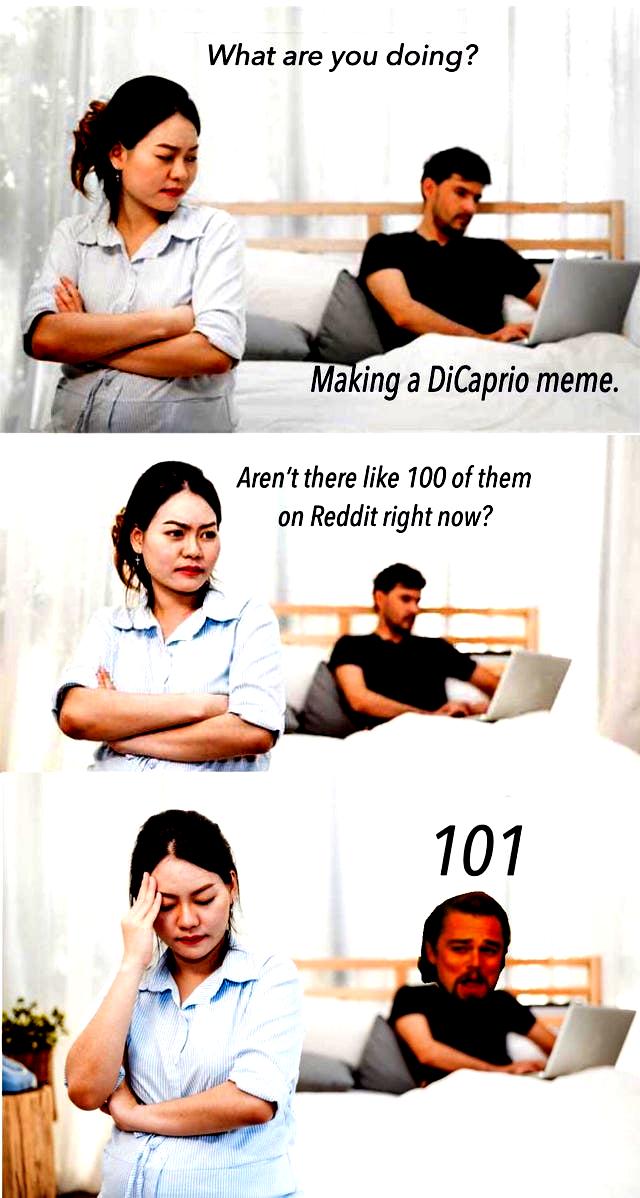 What are you doing?
Making a DiCaprio meme.
Aren't there like 100 of them
on Reddit right now?
101